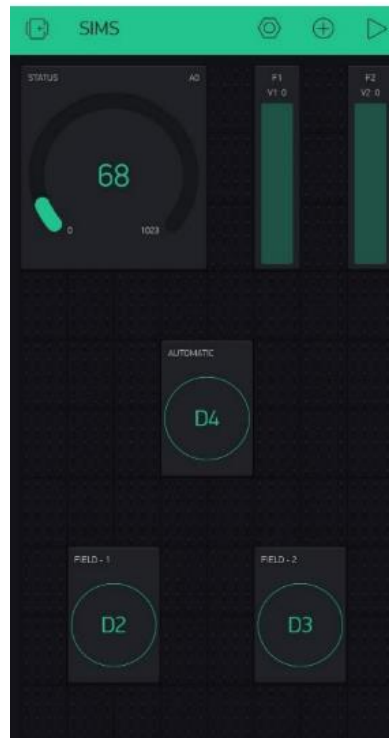 SIMS
STATUS A0
68
0 1023
F1
V1 0
F2
V2 0
AUTOMATIC
D4
FIELD - 1
D2
FIELD - 2
D3